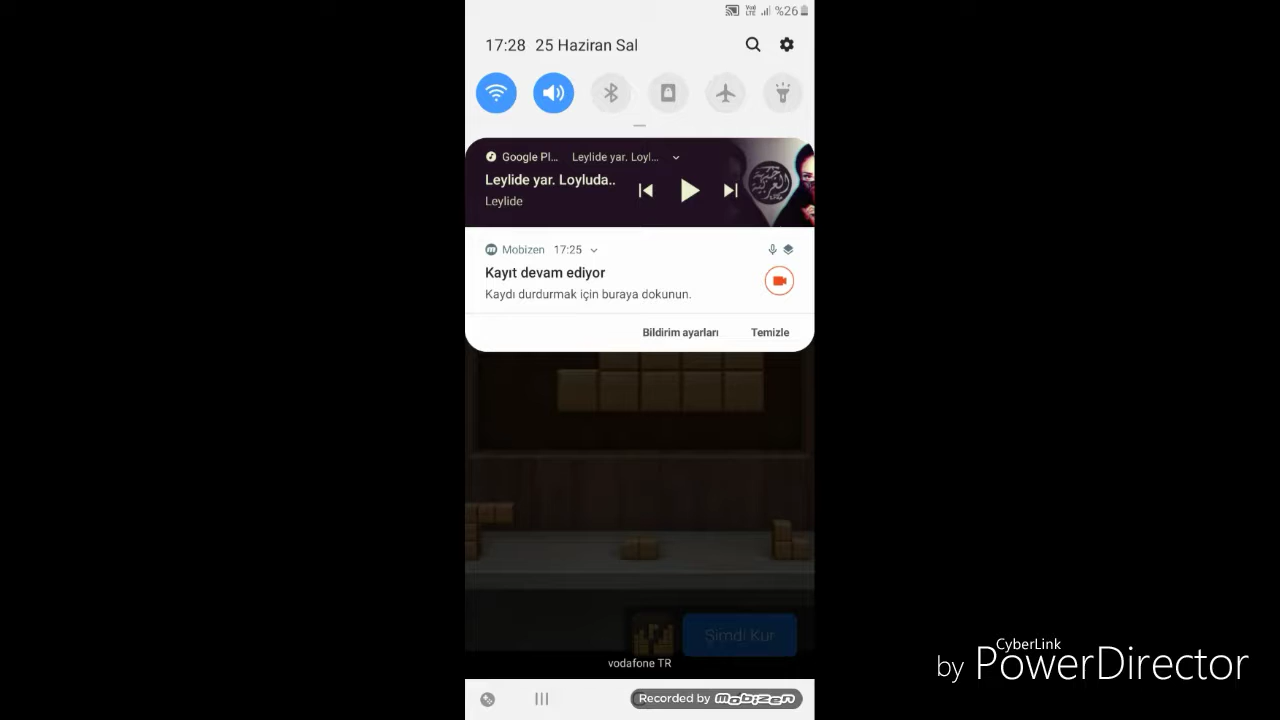 VoLTE %26
17:28 25 Haziran Sal
Google Pl... Leylide yar. Loyl...
Leylide yar. Loyluda..
Leylide
Mobizen 17:25
Kayıt devam ediyor
Kaydı durdurmak için buraya dokunun.
Bildirim ayarları Temizle
Şimdi Kur
vodafone TR
Recorded by mobizen
by CyberLink
PowerDirector